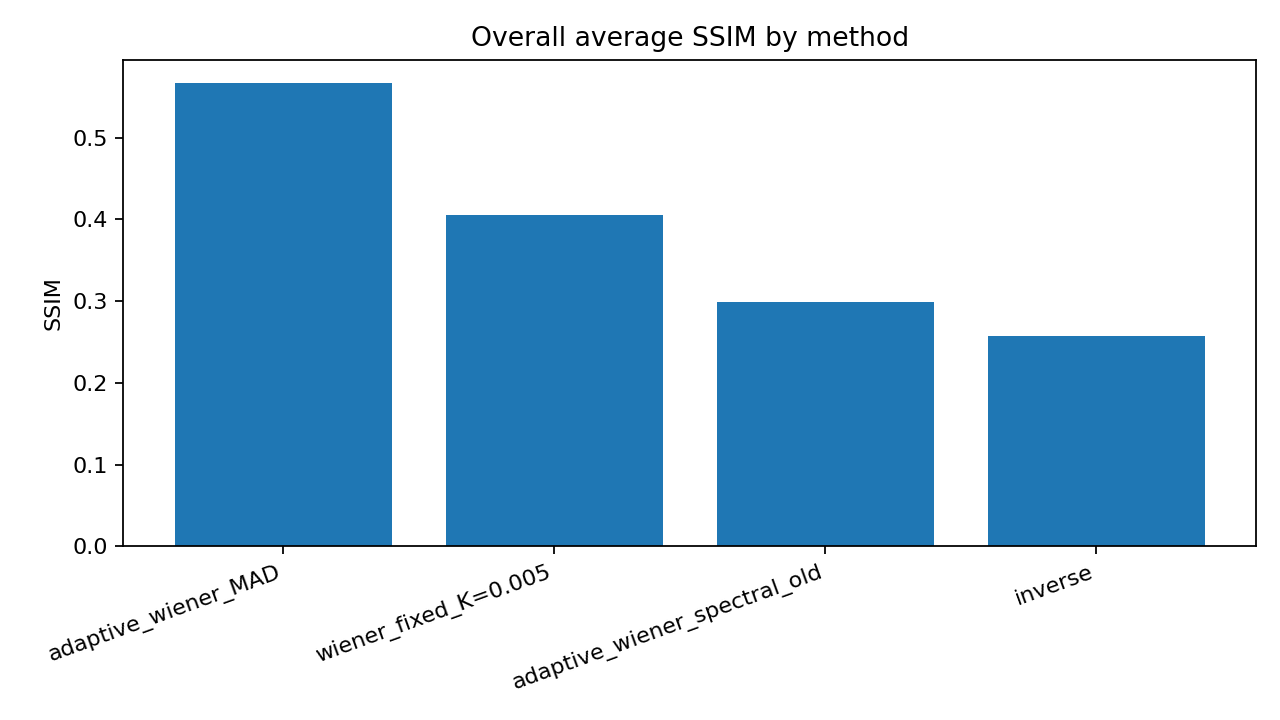 Overall average SSIM by method
SSIM
0.5
0.4
0.3
0.2
0.1
0.0
adaptive_wiener_MAD
wiener_fixed_K=0.005
adaptive_wiener_spectral_old
inverse